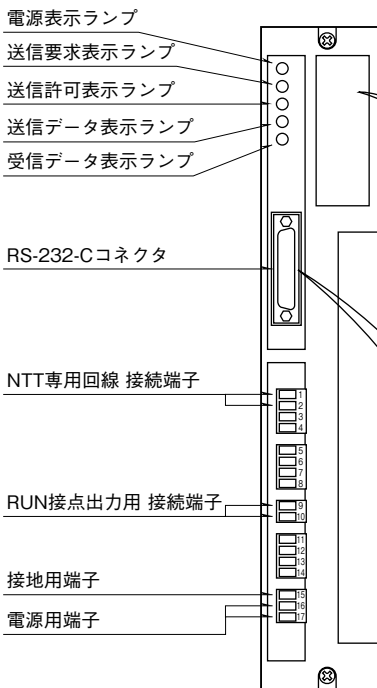 電源表示ランプ
送信要求表示ランプ
送信許可表示ランプ
送信データ表示ランプ
受信データ表示ランプ
RS-232-Cコネクタ
NTT専用回線 接続端子
1
2
3
4
5
6
7
8
RUN接点出力用 接続端子
9
10
11
12
13
14
接地用端子
15
16
電源用端子
17